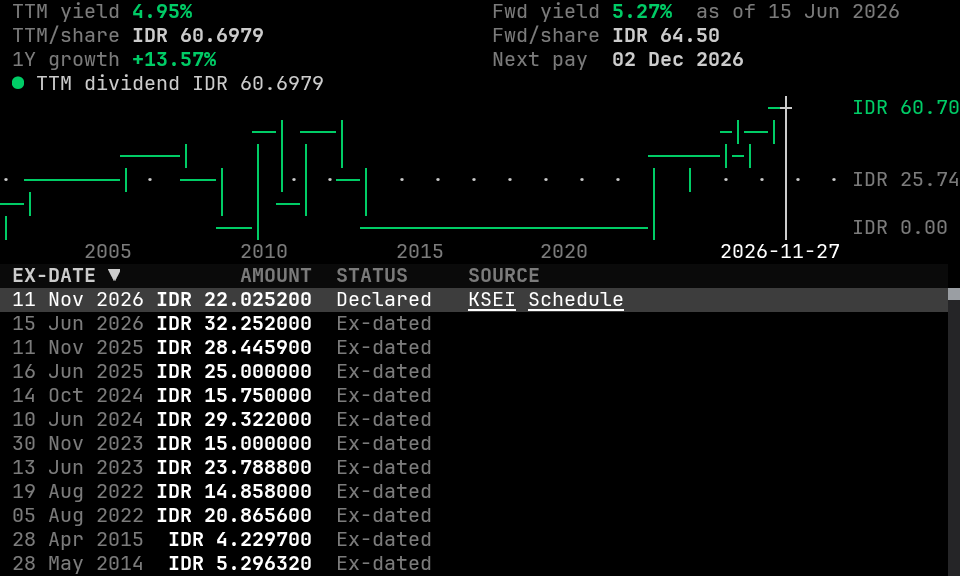 TTM yield 4.95% Fwd yield 5.27% as of 15 Jun 2026
TTM/share IDR 60.6979 Fwd/share IDR 64.50
1Y growth +13.57% Next pay 02 Dec 2026
TTM dividend IDR 60.6979
IDR 60.70
IDR 25.74
IDR 0.00
2005 2010 2015 2020 2026-11-27
EX-DATE ▼ AMOUNT STATUS SOURCE
11 Nov 2026 IDR 22.025200 Declared KSEI Schedule
15 Jun 2026 IDR 32.252000 Ex-dated
11 Nov 2025 IDR 28.445900 Ex-dated
16 Jun 2025 IDR 25.000000 Ex-dated
14 Oct 2024 IDR 15.750000 Ex-dated
10 Jun 2024 IDR 29.322000 Ex-dated
30 Nov 2023 IDR 15.000000 Ex-dated
13 Jun 2023 IDR 23.788800 Ex-dated
19 Aug 2022 IDR 14.858000 Ex-dated
05 Aug 2022 IDR 20.865600 Ex-dated
28 Apr 2015 IDR 4.229700 Ex-dated
28 May 2014 IDR 5.296320 Ex-dated